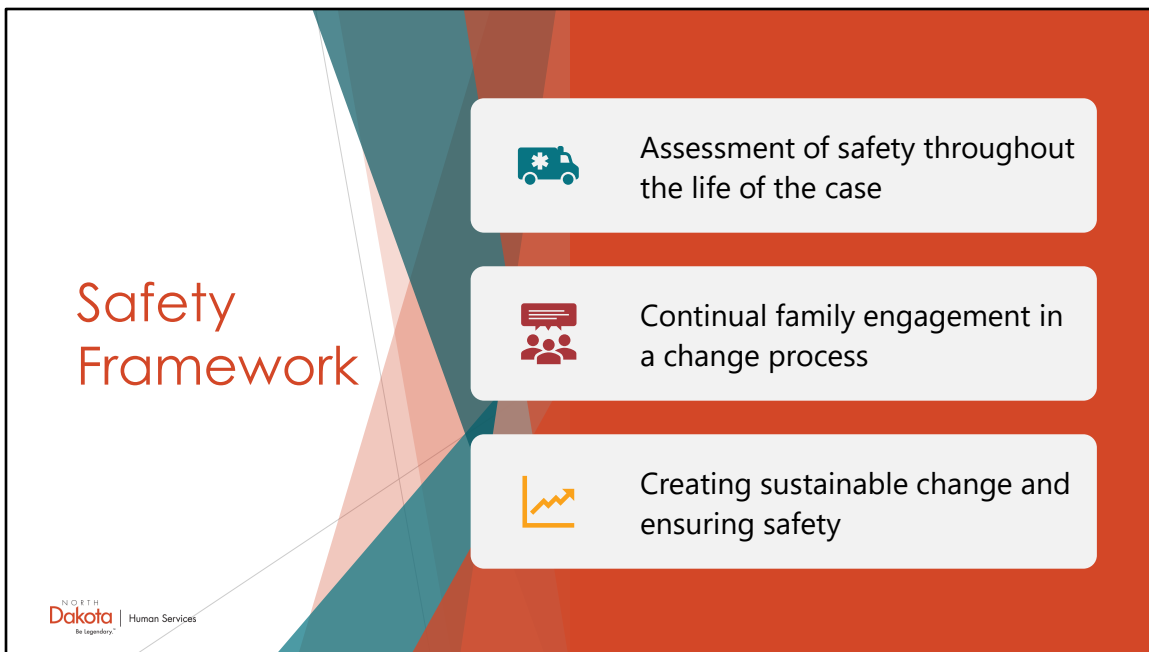 Safety
Framework
Assessment of safety throughout
the life of the case
Continual family engagement in
a change process
Creating sustainable change and
ensuring safety
NORTH
Dakota | Human Services
Be Legendary.™